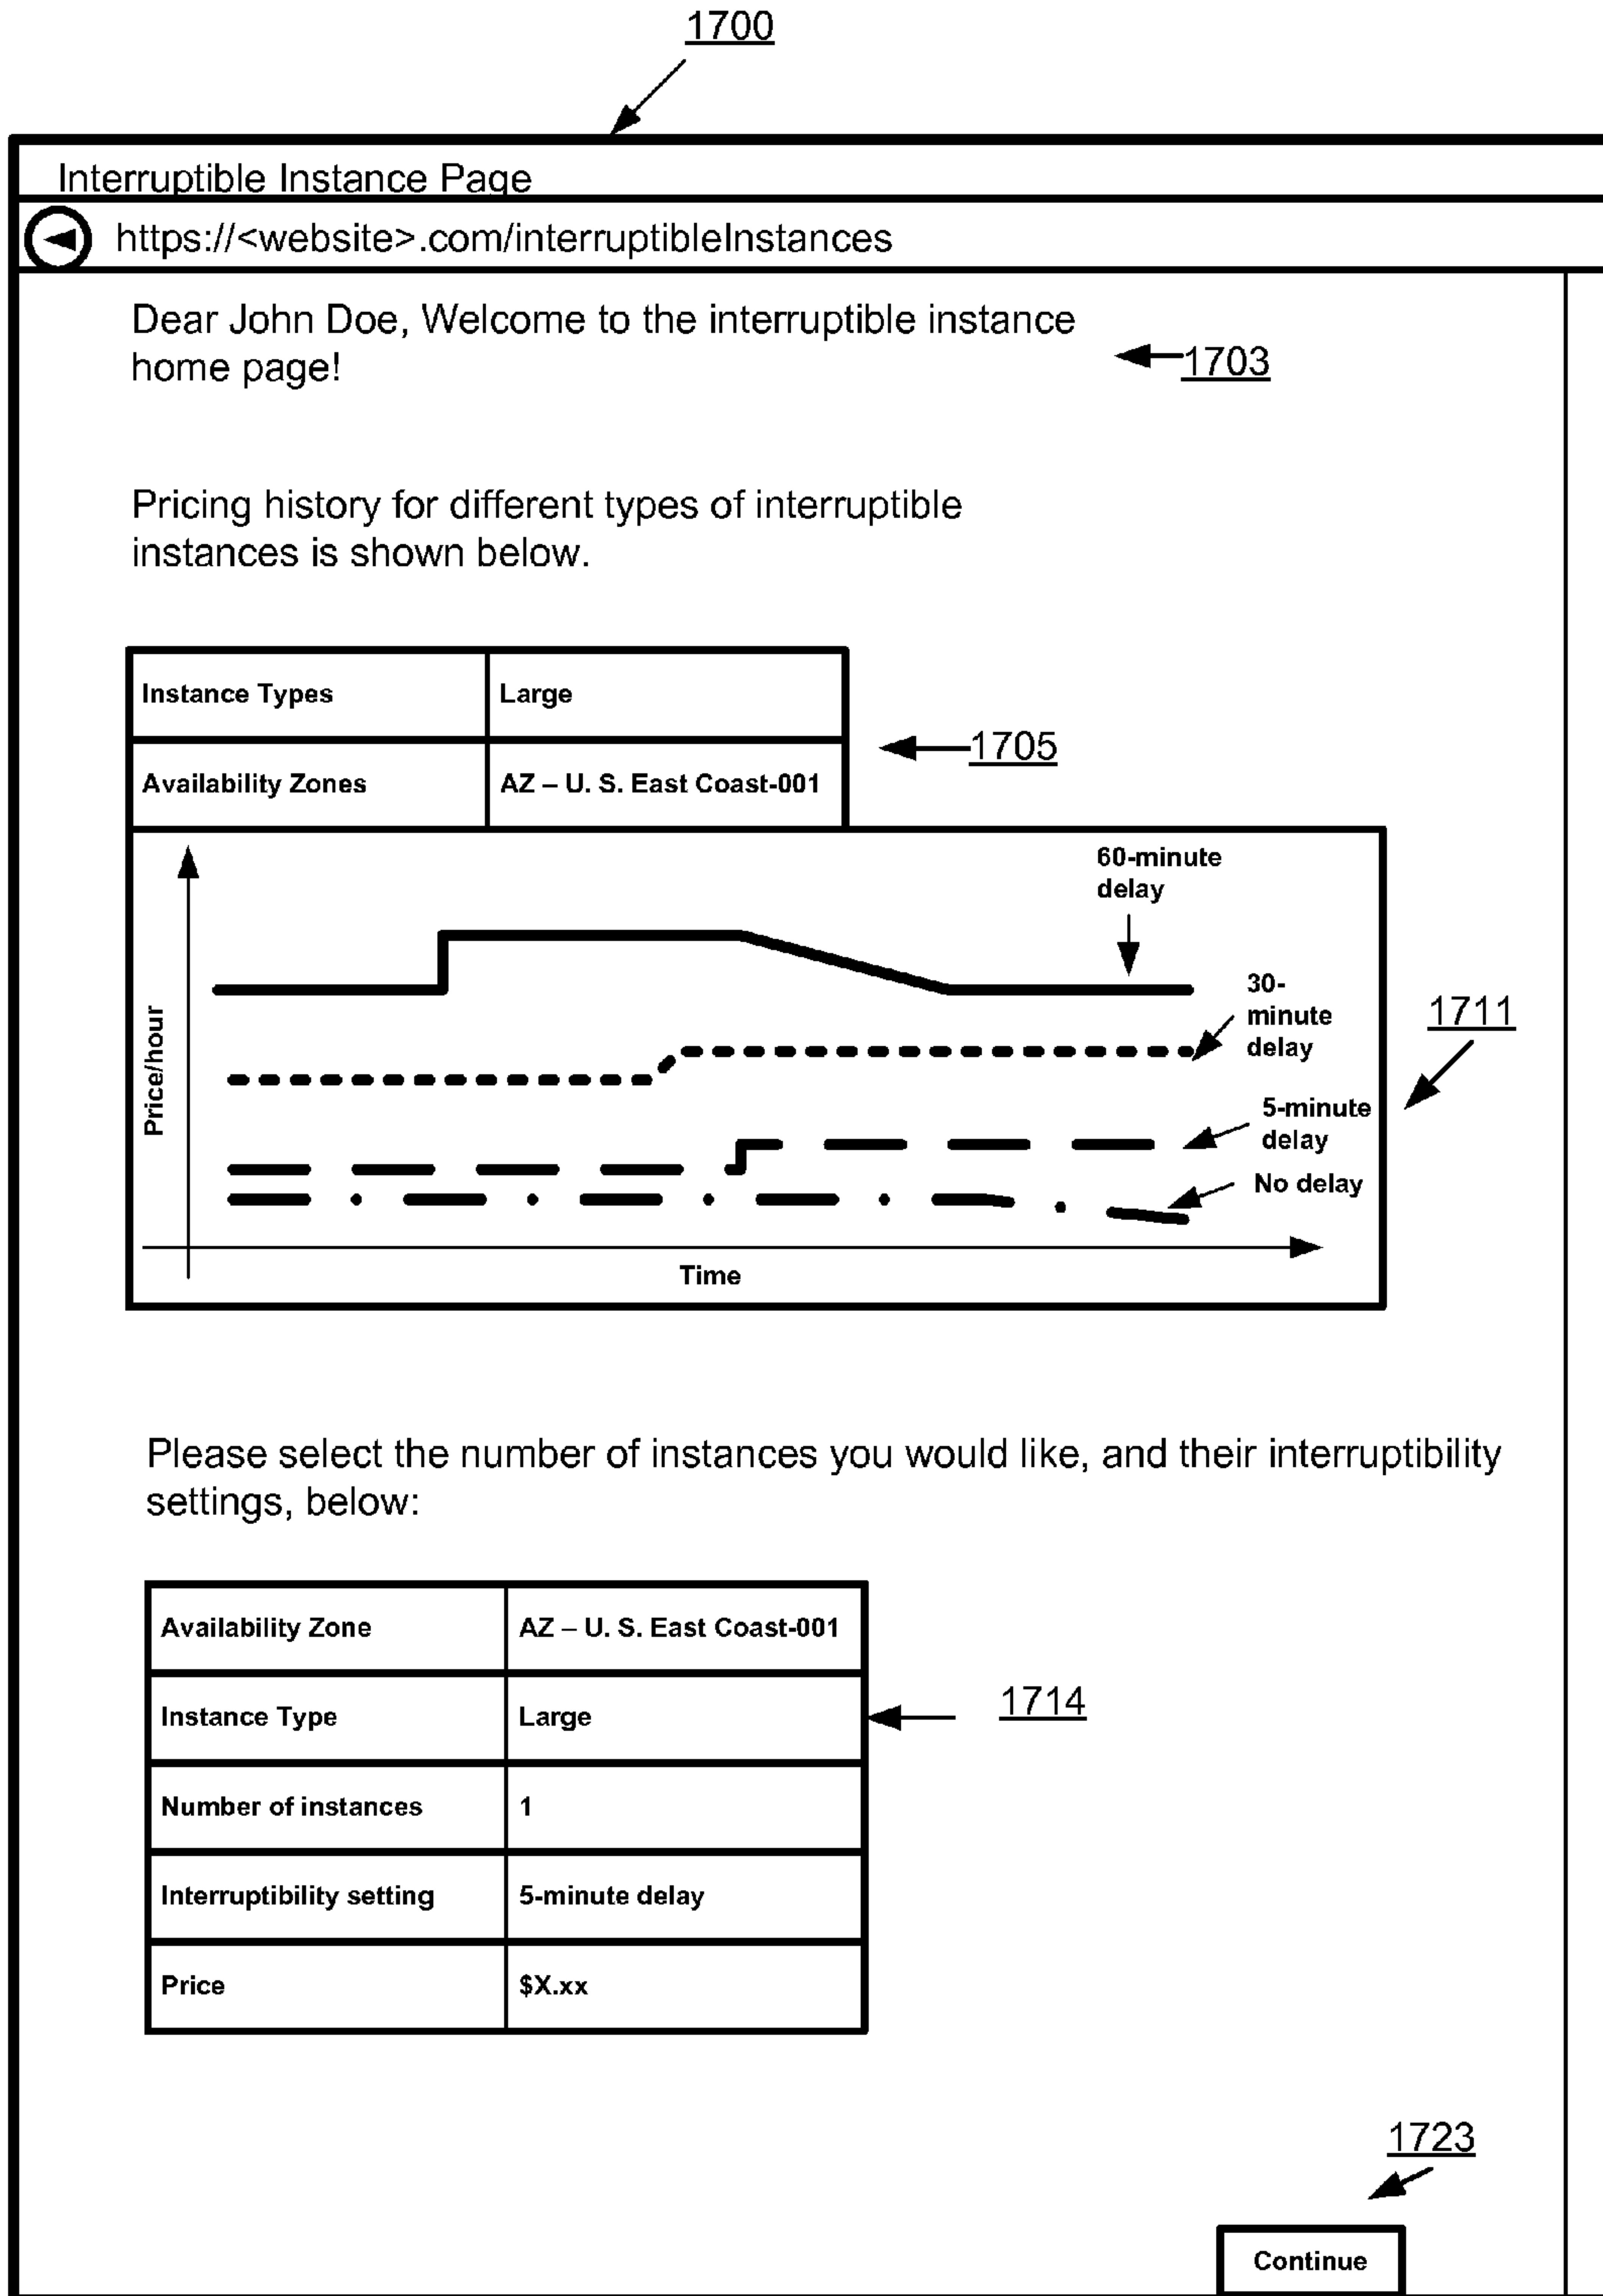 1700
Interruptible Instance Page
https://<website>.com/interruptibleInstances
Dear John Doe, Welcome to the interruptible instance
home page!
1703
Pricing history for different types of interruptible
instances is shown below.
Instance Types Large
1705
Availability Zones AZ – U. S. East Coast-001
60-minute
delay
30-
minute
delay
1711
Price/hour
5-minute
delay
No delay
Time
Please select the number of instances you would like, and their interruptibility
settings, below:
Availability Zone AZ – U. S. East Coast-001
Instance Type Large
1714
Number of instances 1
Interruptibility setting 5-minute delay
Price $X.xx
1723
Continue